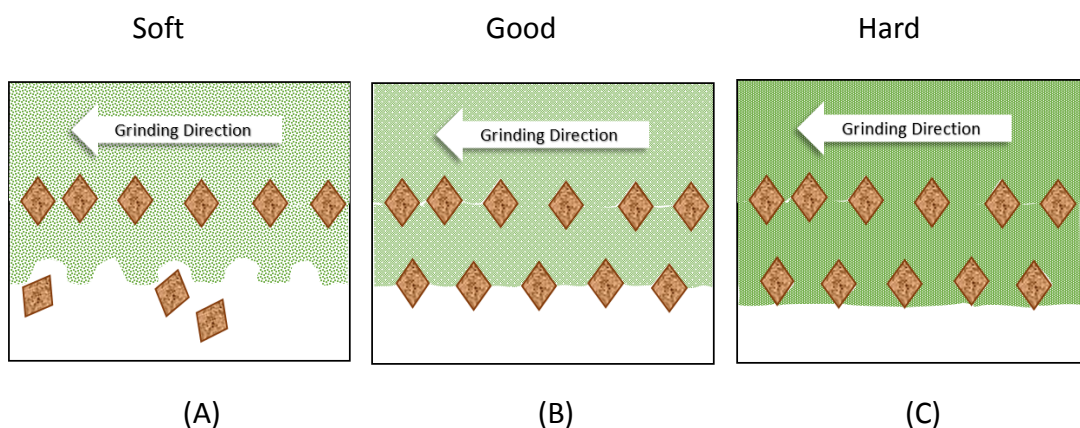 Soft
Good
Hard
Grinding Direction
Grinding Direction
Grinding Direction
(A)
(B)
(C)